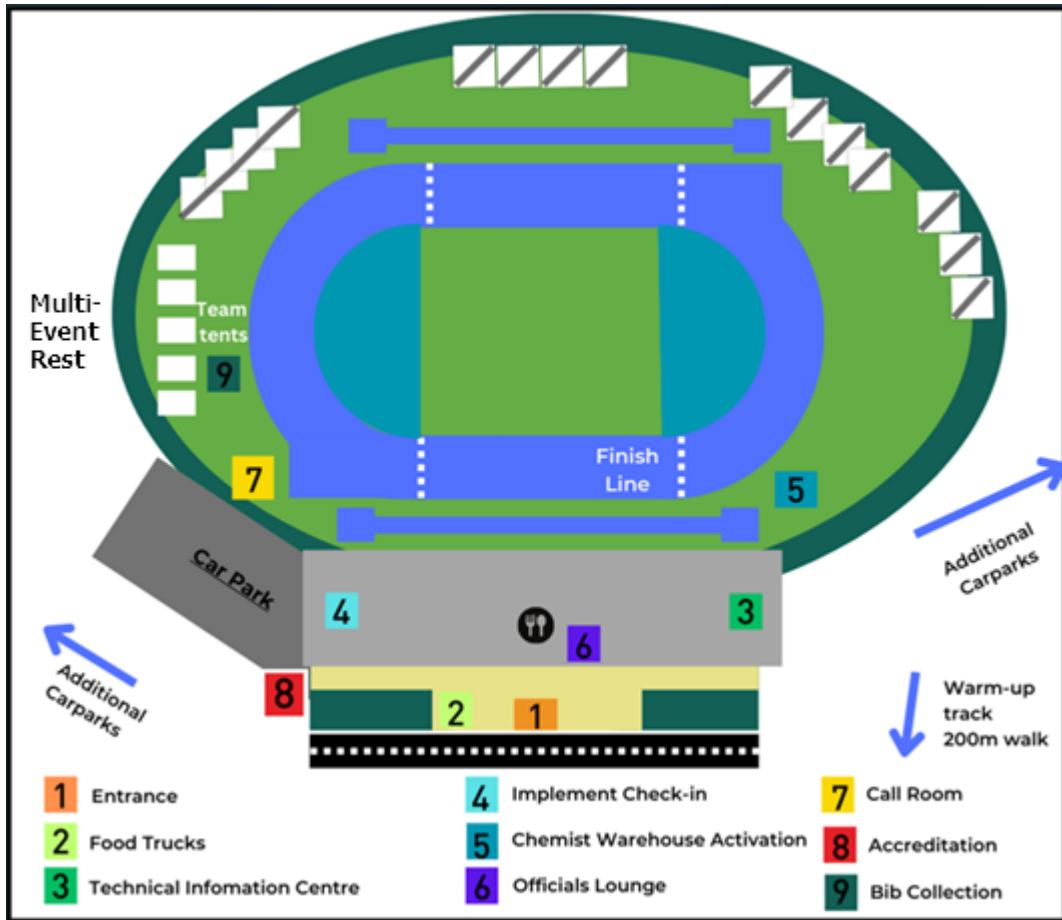 Multi-
Event
Rest
Team
tents
9
7
Finish
Line
5
Car Park
Additional
Carparks
4
6
3
Additional
Carparks
8
2
1
Warm-up
track
200m walk
1 Entrance
2 Food Trucks
3 Technical Infomation Centre
4 Implement Check-in
5 Chemist Warehouse Activation
6 Officials Lounge
7 Call Room
8 Accreditation
9 Bib Collection